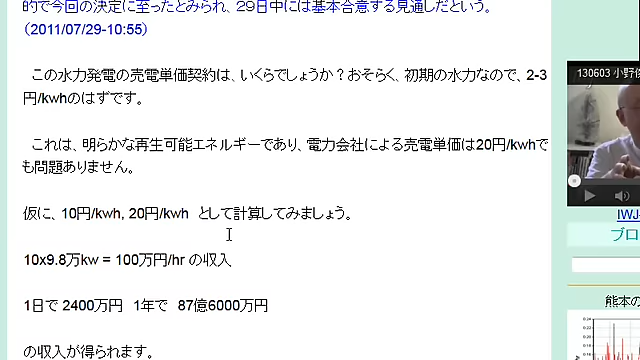 的で今回の決定に至ったとみられ、29日中には基本合意する見通しだという。
（2011/07/29-10:55）
この水力発電の売電単価契約は、いくらでしょうか？おそらく、初期の水力なので、2-3
円/kwhのはずです。
これは、明らかな再生可能エネルギーであり、電力会社による売電単価は20円/kwhで
も問題ありません。
仮に、10円/kwh, 20円/kwh として計算してみましょう。
10x9.8万kw = 100万円/hr の収入
1日で 2400万円 1年で 87億6000万円
の収入が得られます。
130603 小野俊
IWJ
ブロ
熊本の